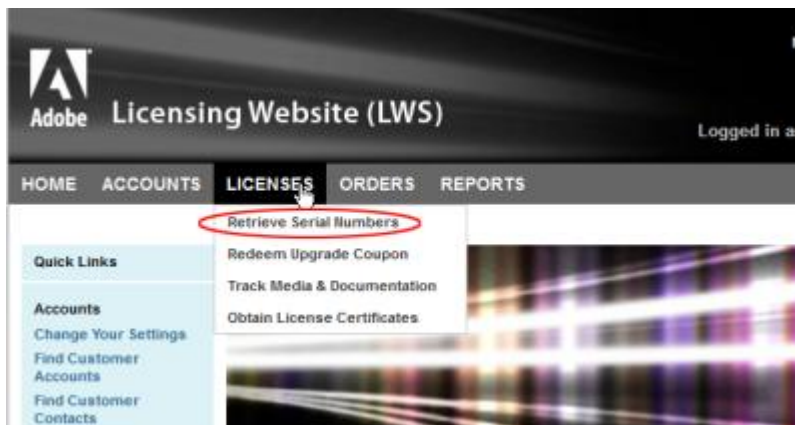 Adobe
Licensing Website (LWS)
Logged in a
HOME ACCOUNTS LICENSES ORDERS REPORTS
Retrieve Serial Numbers
Redeem Upgrade Coupon
Track Media & Documentation
Obtain License Certificates
Quick Links
Accounts
Change Your Settings
Find Customer
Accounts
Find Customer
Contacts